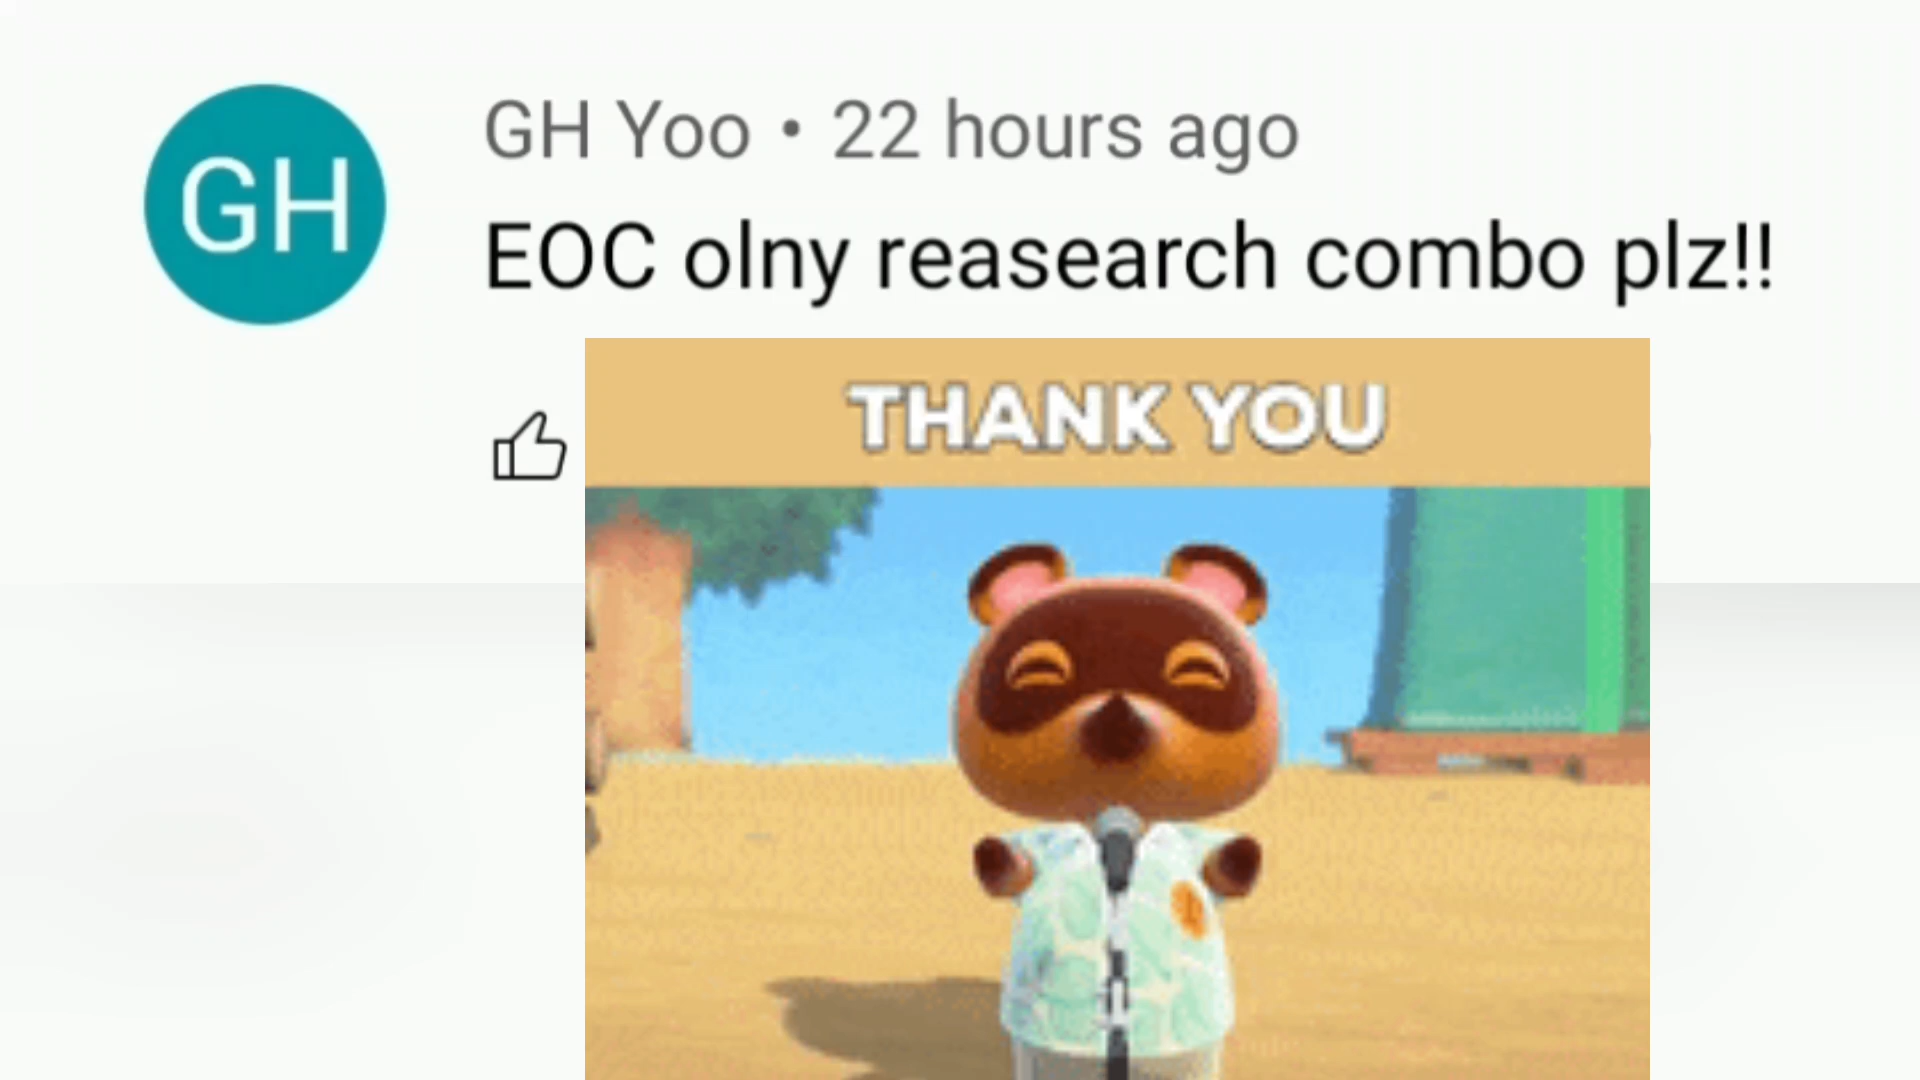 GH
GH Yoo • 22 hours ago
EOC olny reasearch combo plz!!
THANK YOU